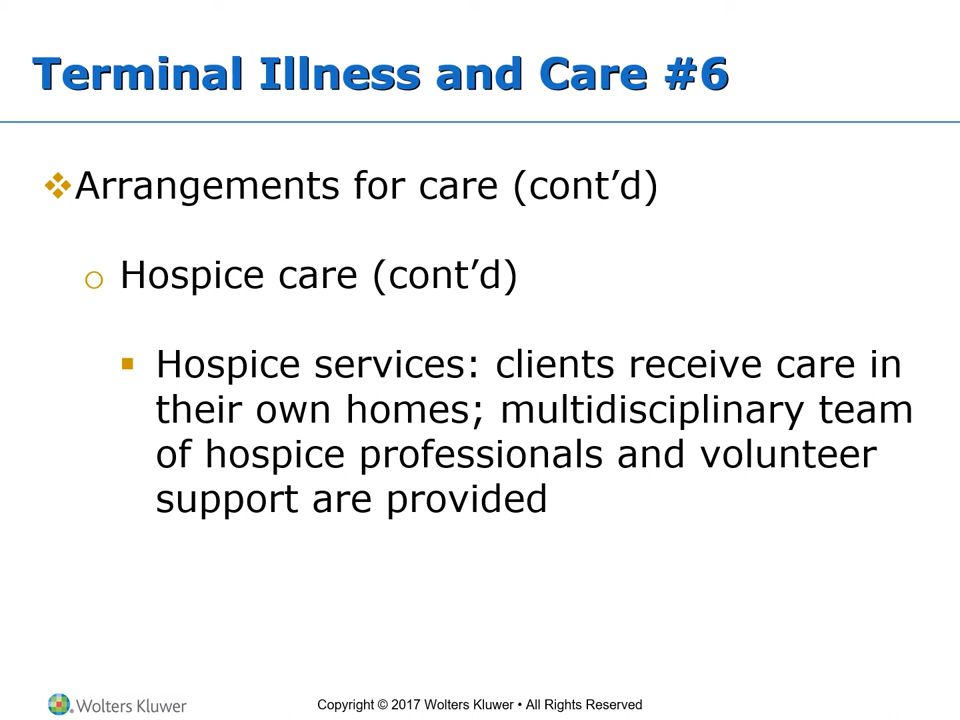 Terminal Illness and Care #6
❖Arrangements for care (cont’d)
o Hospice care (cont’d)
▪ Hospice services: clients receive care in
their own homes; multidisciplinary team
of hospice professionals and volunteer
support are provided
Wolters Kluwer
Copyright © 2017 Wolters Kluwer • All Rights Reserved